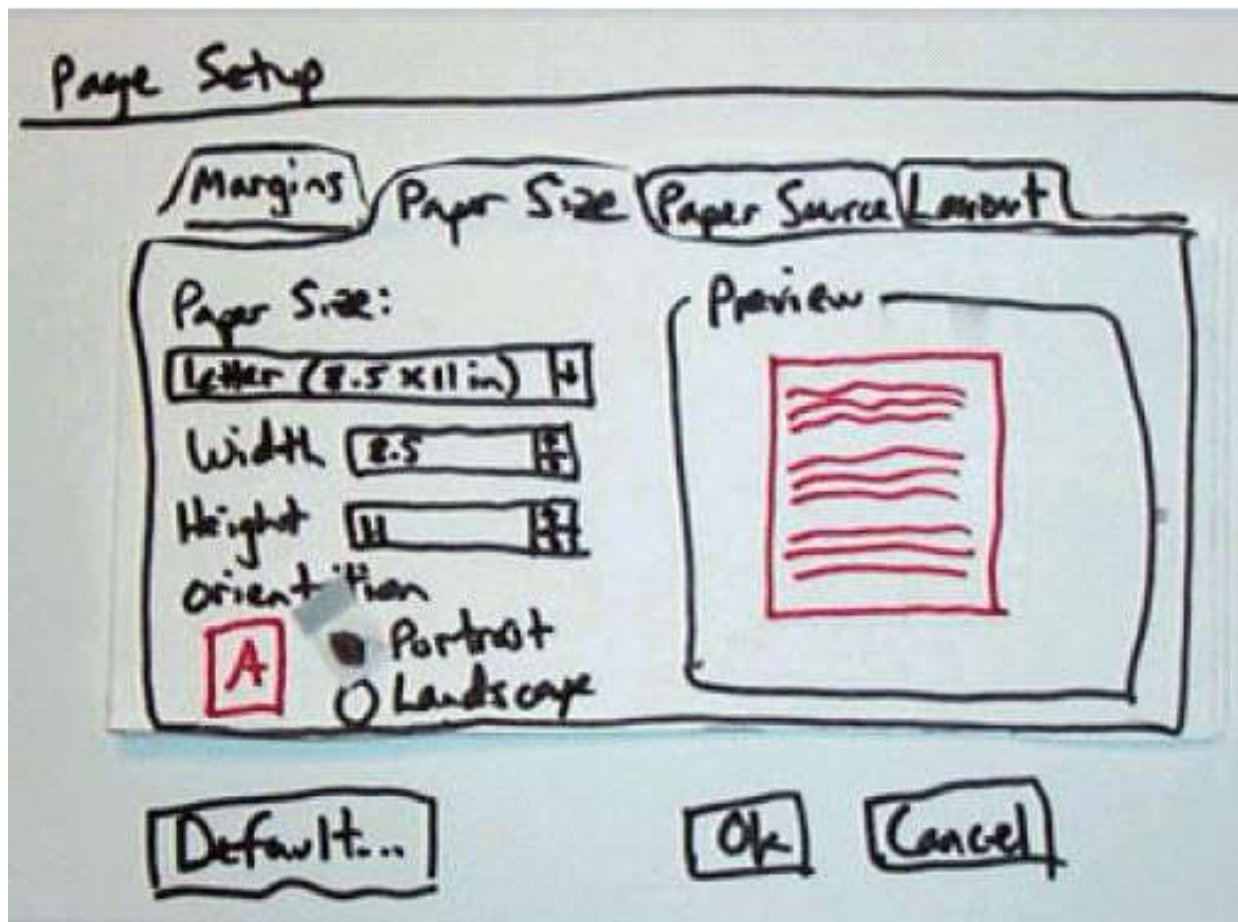 Page Setup
Margins Paper Size Paper Source Layout
Paper Size:
Preview
Letter (8.5 x 11 in)
Width 8.5
Height 11
Orientation
A
Portrait
Landscape
Default... Ok Cancel